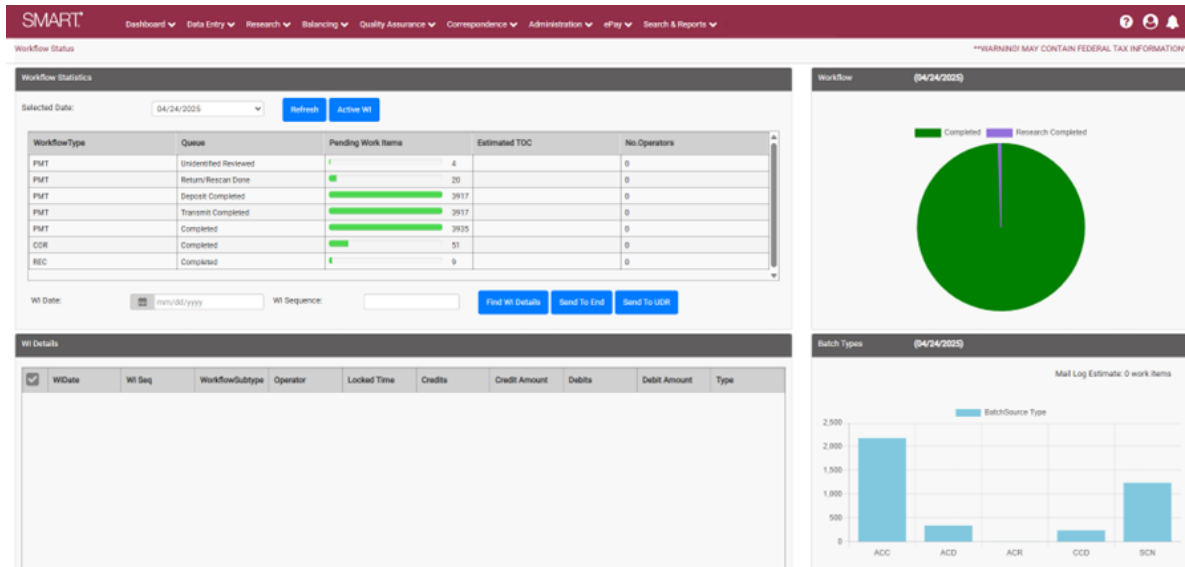 SMART
Dashboard Data Entry Research Balancing Quality Assurance Correspondence Administration ePay Search & Reports
Workflow Status
**WARNING! MAY CONTAIN FEDERAL TAX INFORMATION*
Workflow Statistics
Selected Date: 04/24/2025 Refresh Active WI
WorkflowType Queue Pending Work Items Estimated TOC No.Operators
PMT Unidentified Reviewed 4 0
PMT Return/Rescan Done 20 0
PMT Deposit Completed 3917 0
PMT Transmit Completed 3917 0
PMT Completed 3935 0
COR Completed 51 0
REC Completed 9 0
WI Date: mm/dd/yyyy WI Sequence: Find WI Details Send To End Send To UDR
WI Details
WIDate WI Seq WorkflowSubtype Operator Locked Time Credits Credit Amount Debits Debit Amount Type
Workflow (04/24/2025)
Completed Research Completed
Batch Types (04/24/2025)
Mail Log Estimate: 0 work items
BatchSource Type
2,500
2,000
1,500
1,000
500
0
ACC ACD ACR CCD SCN